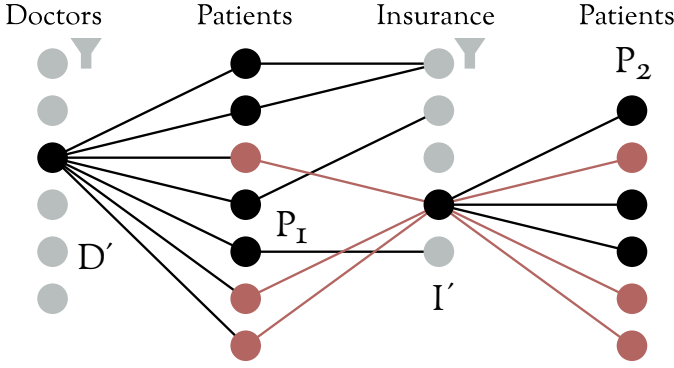 Doctors Patients Insurance Patients
P₂
P₁
D′
I′